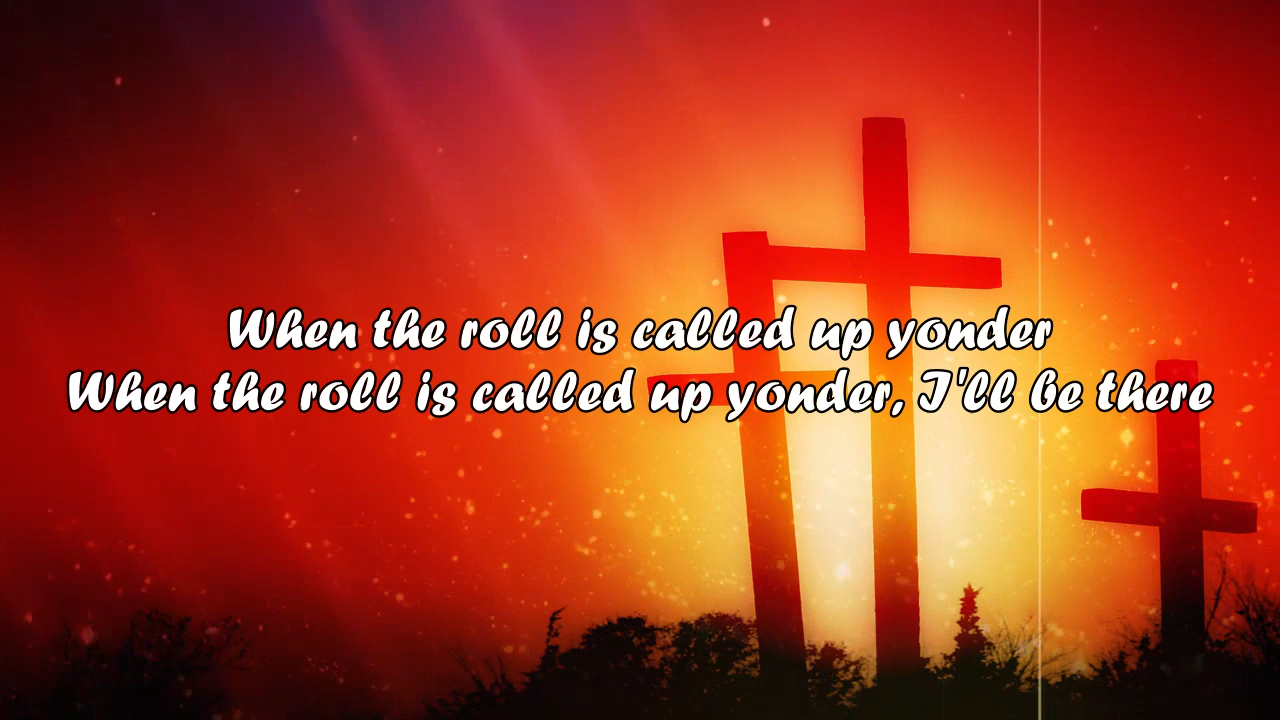 When the roll is called up yonder
When the roll is called up yonder, I'll be there